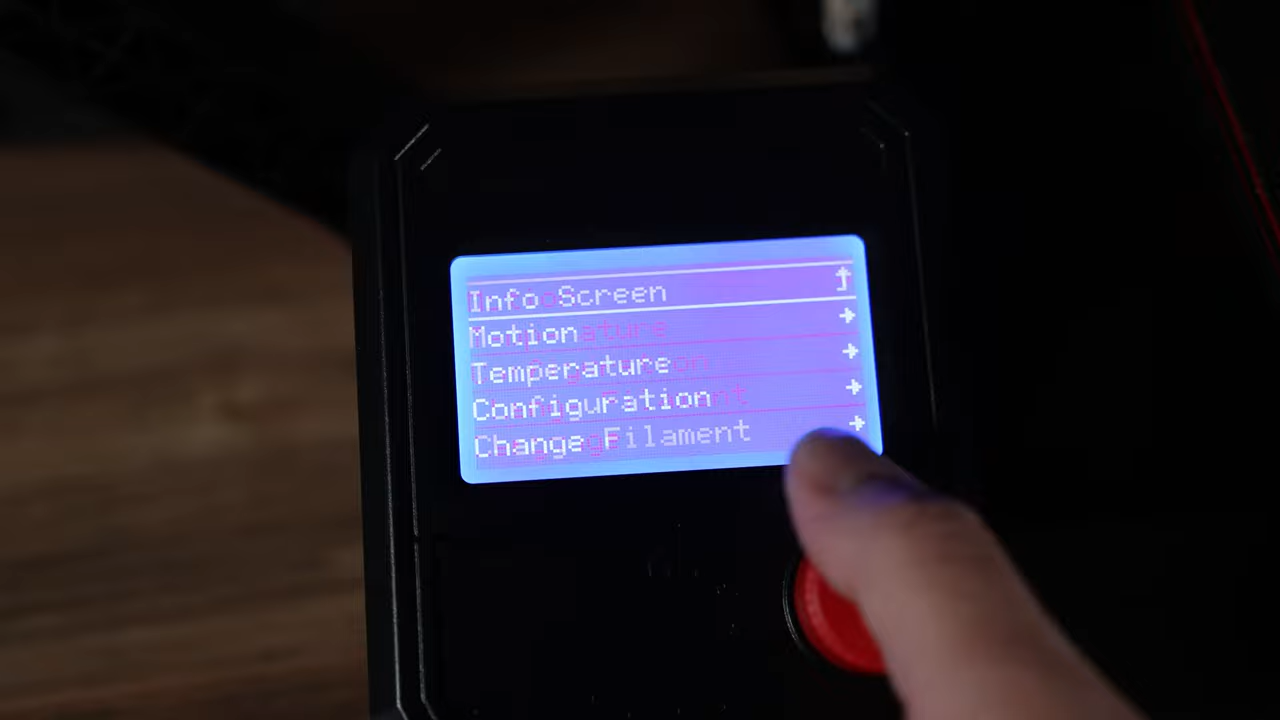 Info Screen
Motion
Temperature
Configuration
Change Filament